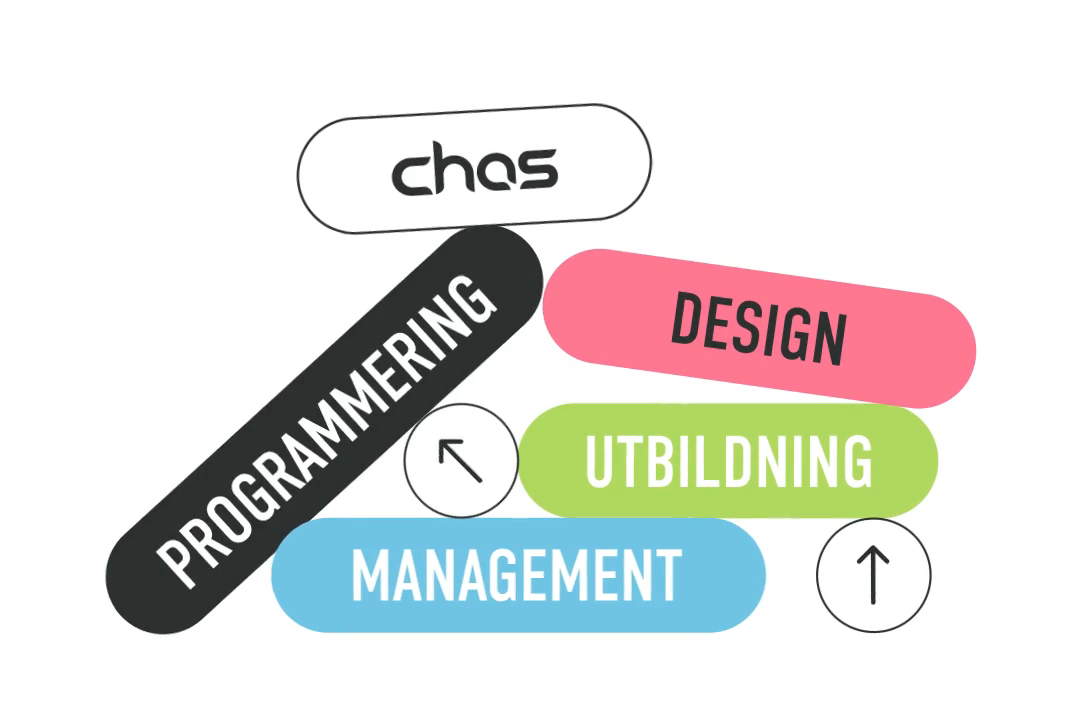 chas
PROGRAMMERING
DESIGN
UTBILDNING
MANAGEMENT